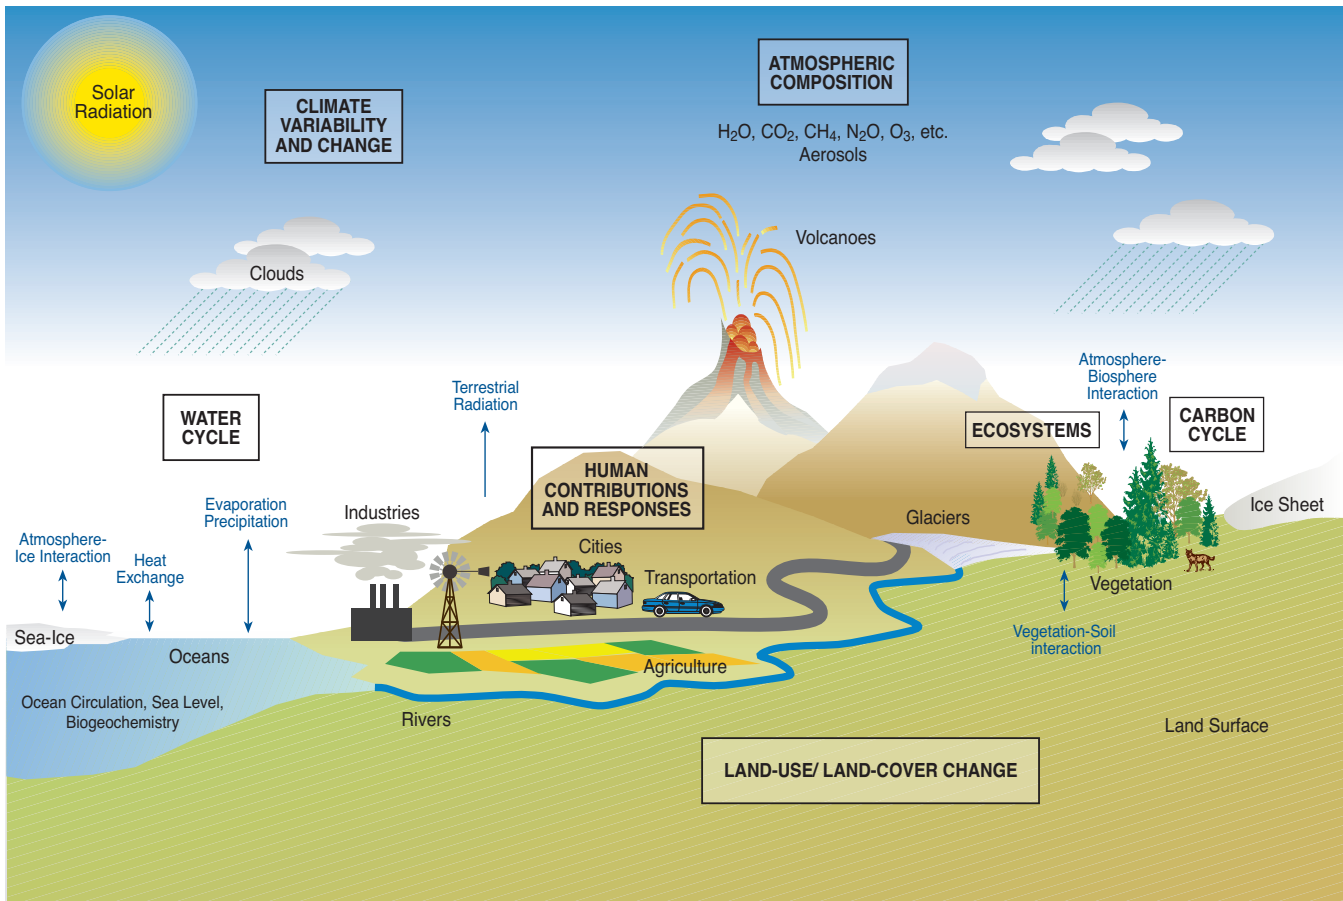 Solar
Radiation
CLIMATE
VARIABILITY
AND CHANGE
ATMOSPHERIC
COMPOSITION
H₂O, CO₂, CH₄, N₂O, O₃, etc.
Aerosols
Volcanoes
Clouds
Terrestrial
Radiation
Atmosphere-
Biosphere
Interaction
WATER
CYCLE
ECOSYSTEMS
CARBON
CYCLE
HUMAN
CONTRIBUTIONS
AND RESPONSES
Evaporation
Precipitation
Industries
Glaciers
Ice Sheet
Atmosphere-
Ice Interaction
Heat
Exchange
Cities
Transportation
Vegetation
Sea-Ice
Oceans
Vegetation-Soil
interaction
Agriculture
Ocean Circulation, Sea Level,
Biogeochemistry
Rivers
Land Surface
LAND-USE/ LAND-COVER CHANGE